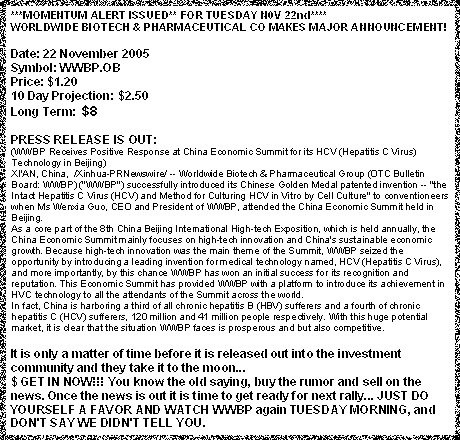 ***MOMENTUM ALERT ISSUED** FOR TUESDAY N0V 22nd****
WORLDWIDE BIOTECH & PHARMACEUTICAL CO MAKES MAJOR ANNOUNCEMENT!
Date: 22 November 2005
Symbol: WWBP.OB
Price: $1.20
10 Day Projection: $2.50
Long Term: $8
PRESS RELEASE IS OUT:
(WWBP Receives Positive Response at China Economic Summit for its HCV (Hepatitis C Virus)
Technology in Beijing)
XI'AN, China, /Xinhua-PRNewswire/ -- Worldwide Biotech & Pharmaceutical Group (OTC Bulletin
Board: WWBP)("WWBP") successfully introduced its Chinese Golden Medal patented invention -- "the
Intact Hepatitis C Virus (HCV) and Method for Culturing HCV in Vitro by Cell Culture" to conventioneers
when Ms Wenxia Guo, CEO and President of WWBP, attended the China Economic Summit held in
Beijing.
As a core part of the 8th China Beijing International High-tech Exposition, which is held annually, the
China Economic Summit mainly focuses on high-tech innovation and China's sustainable economic
growth. Because high-tech innovation was the main theme of the Summit, WWBP seized the
opportunity by introducing a leading invention for medical technology named, HCV (Hepatitis C Virus),
and more importantly, by this chance WWBP has won an initial success for its recognition and
reputation. This Economic Summit has provided WWBP with a platform to introduce its achievement in
HVC technology to all the attendants of the Summit across the world.
In fact, China is harboring a third of all chronic hepatitis B (HBV) sufferers and a fourth of chronic
hepatitis C (HCV) sufferers, 120 million and 41 million people respectively. With this huge potential
market, it is clear that the situation WWBP faces is prosperous and but also competitive.
It is only a matter of time before it is released out into the investment
community and they take it to the moon...
$ GET IN NOW!!! You know the old saying, buy the rumor and sell on the
news. Once the news is out it is time to get ready for next rally... JUST DO
YOURSELF A FAVOR AND WATCH WWBP again TUESDAY MORNING, and
DON'T SAY WE DIDN'T TELL YOU.